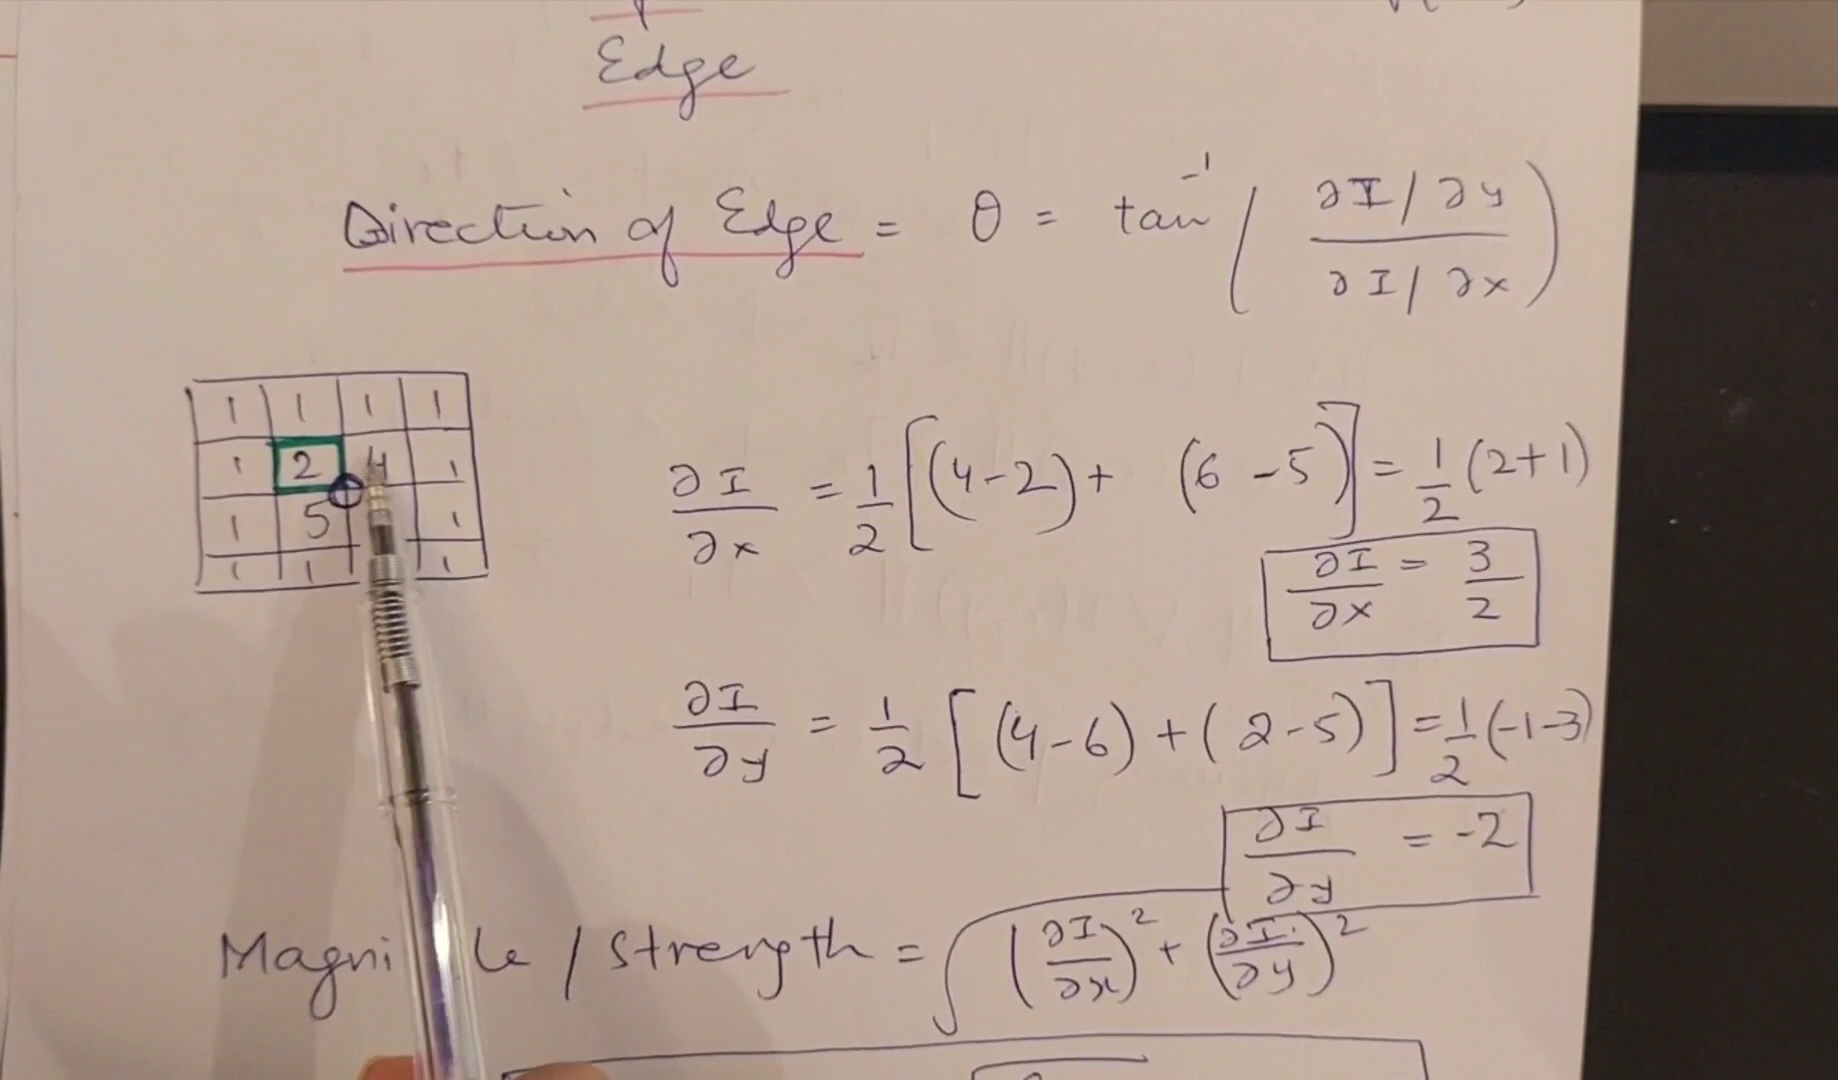 Edge
Direction of Edge = θ = tan⁻¹ ( ∂I/∂y / ∂I/∂x )
1 1 1 1
1 2 4 1
1 5 1
1 1 1
∂I/∂x = 1/2 [(4-2)+ (6-5)] = 1/2 (2+1)
∂I/∂x = 3/2
∂I/∂y = 1/2 [(4-6)+(2-5)] = 1/2 (-1-3)
∂I/∂y = -2
/ Strength = √ (∂I/∂x)² + (∂I/∂y)²